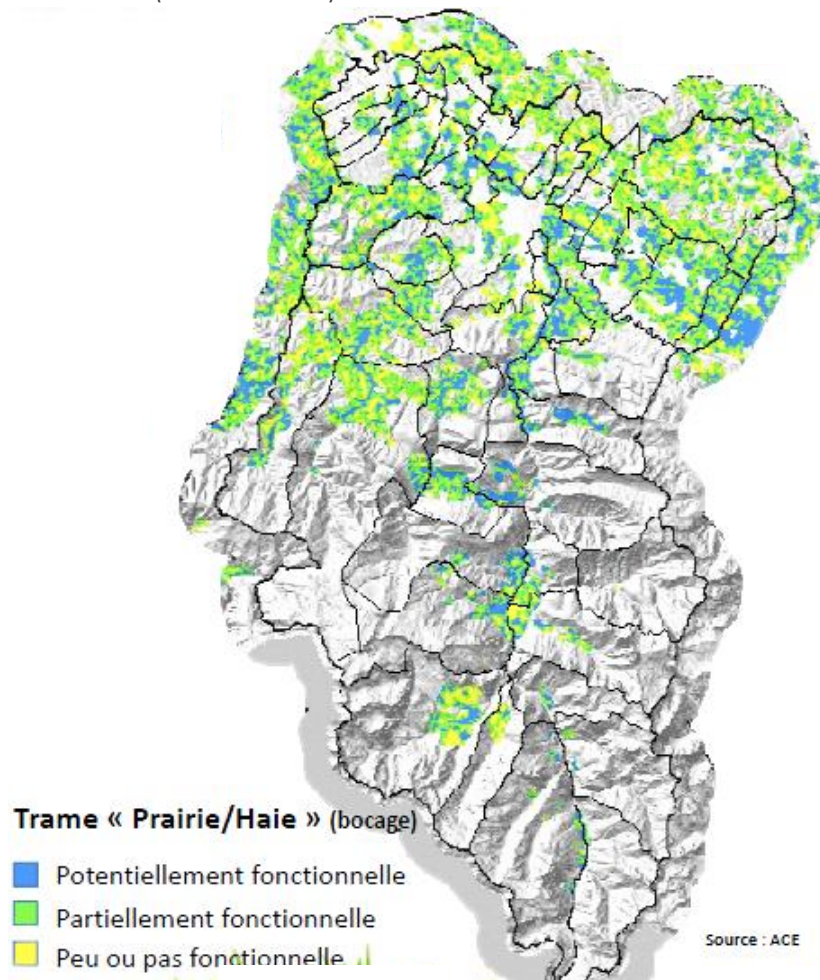 Trame « Prairie/Haie » (bocage)
Potentiellement fonctionnelle
Partiellement fonctionnelle
Peu ou pas fonctionnelle
Source : ACE